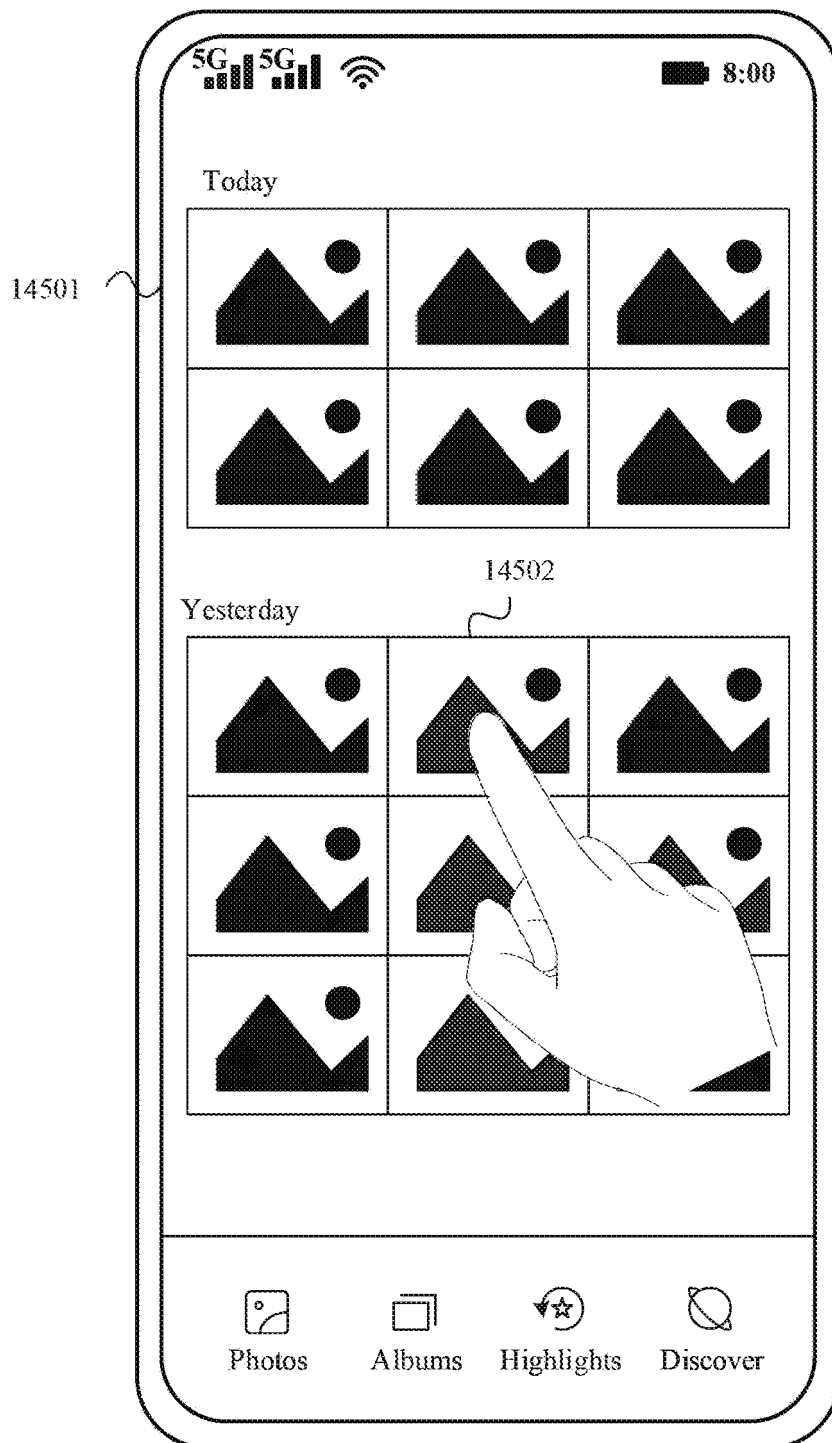 5G 5G 8:00
Today
14501
14502
Yesterday
Photos Albums Highlights Discover